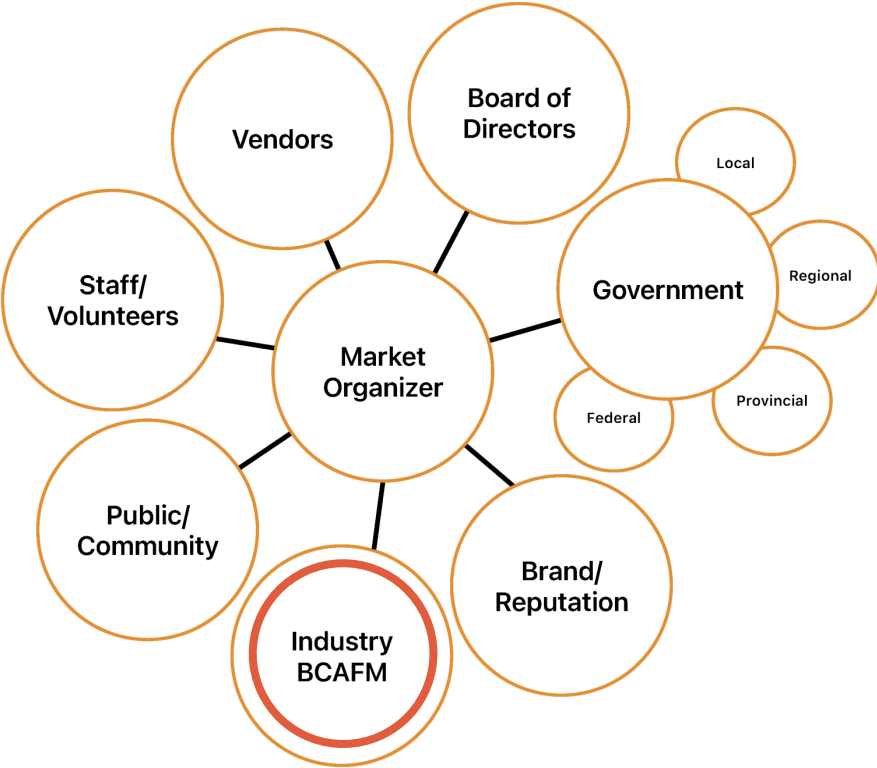 Board of
Directors
Vendors
Local
Regional
Government
Staff/
Volunteers
Market
Organizer
Provincial
Federal
Public/
Community
Brand/
Reputation
Industry
BCAFM